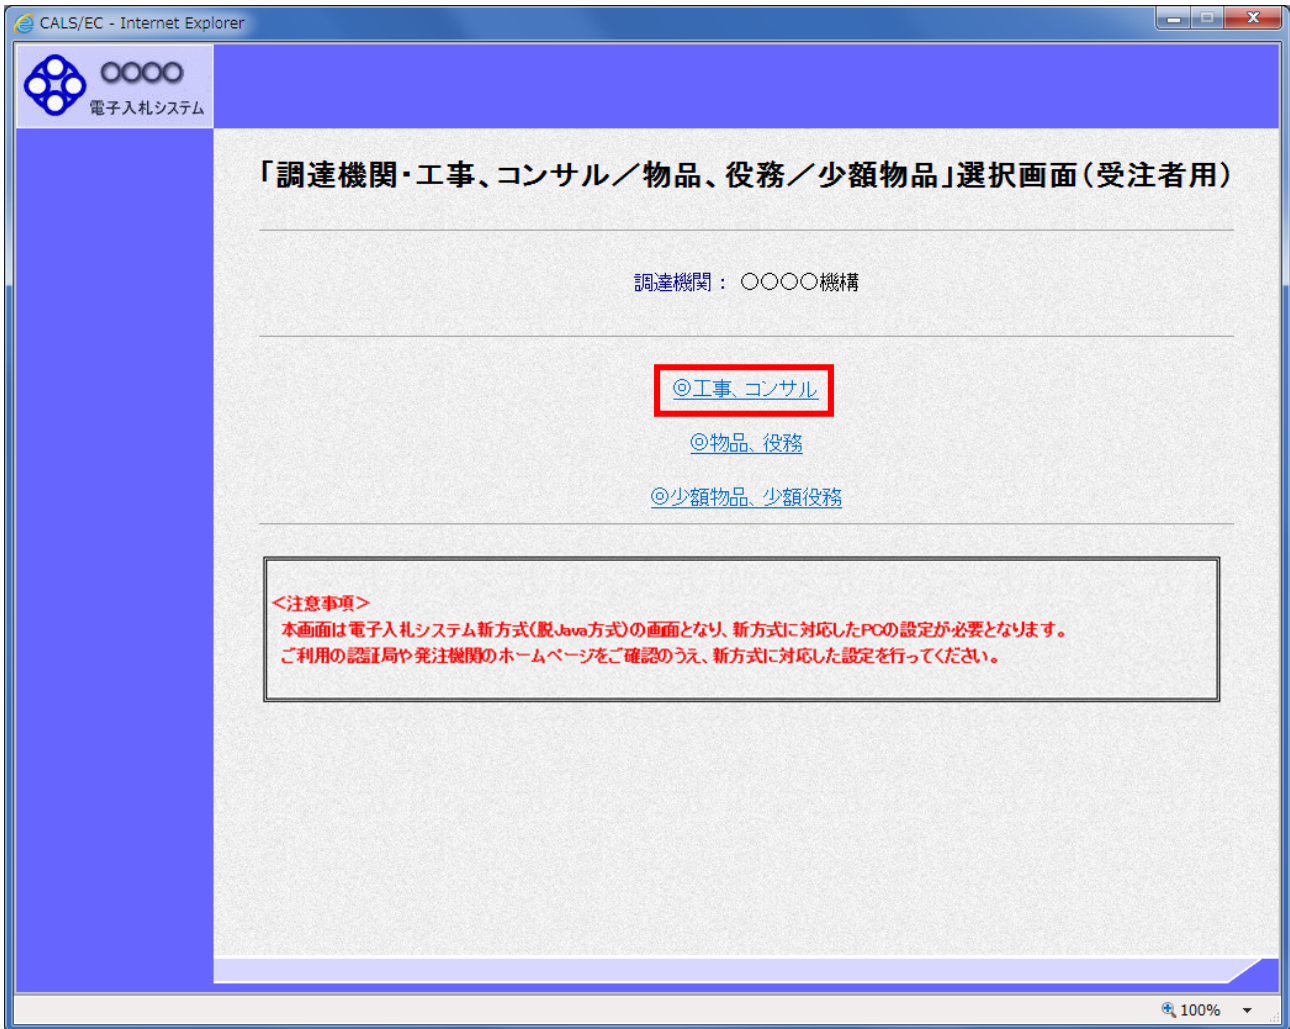 CALS/EC - Internet Explorer
○○○○
電子入札システム
「調達機関・工事、コンサル／物品、役務／少額物品」選択画面（受注者用）
調達機関： ○○○○機構
◎工事、コンサル
◎物品、役務
◎少額物品、少額役務
＜注意事項＞
本画面は電子入札システム新方式(脱Java方式)の画面となり、新方式に対応したPCの設定が必要となります。
ご利用の認証局や発注機関のホームページをご確認のうえ、新方式に対応した設定を行ってください。
100%